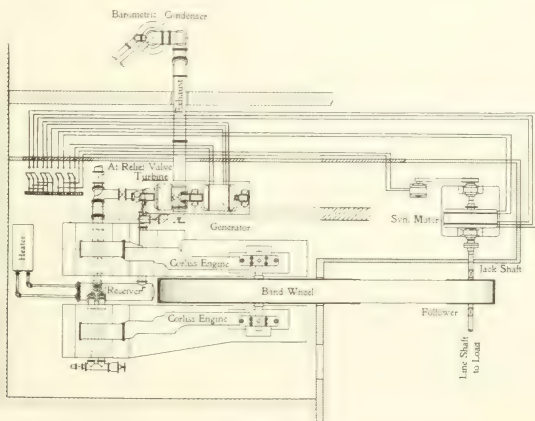 Barometric Condenser
Exhaust
At. Relief Valve
Turbine
Generator
Syn. Motor
Heater
Corliss Engine
Jack Shaft
Receiver
Band Wheel
Follower
Corliss Engine
Line Shaft
to Load